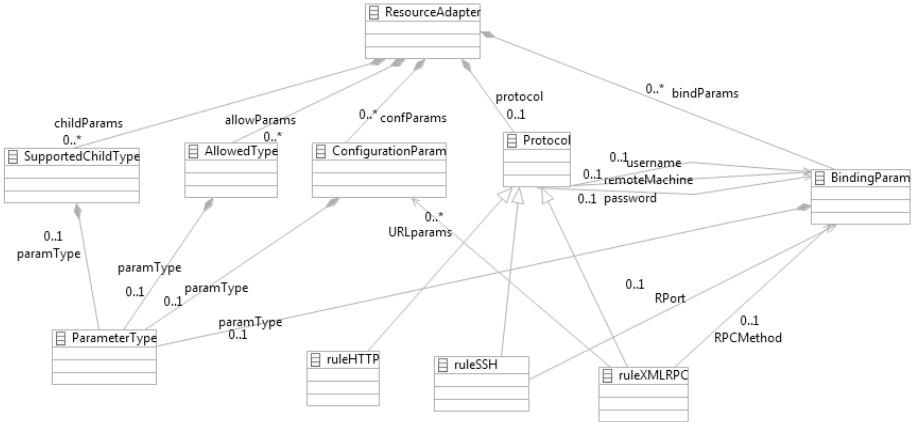 ResourceAdapter
0..*
bindParams
protocol
0..1
0..*
confParams
allowParams
0..*
childParams
0..*
Protocol
SupportedChildType
AllowedType
ConfigurationParam
0..1
username
0..1
remoteMachine
0..1
password
BindingParam
0..*
URLparams
0..1
paramType
paramType
0..1
paramType
0..1
0..1
RPort
paramType
0..1
0..1
RPCMethod
ParameterType
ruleHTTP
ruleSSH
ruleXMLRPC